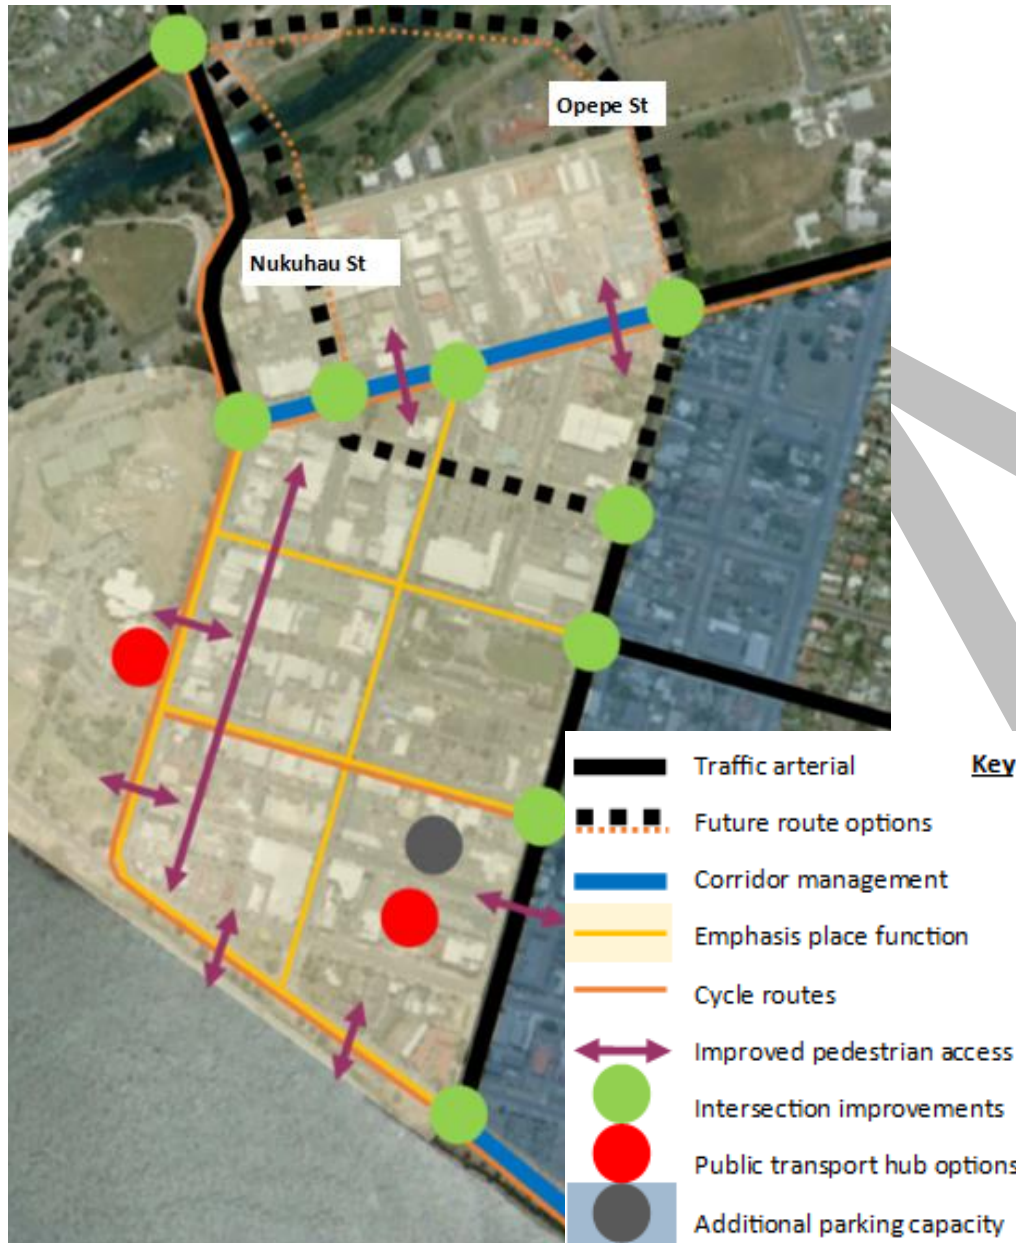 Opepe St
Nukuhau St
Key
Traffic arterial
Future route options
Corridor management
Emphasis place function
Cycle routes
Improved pedestrian access
Intersection improvements
Public transport hub options
Additional parking capacity